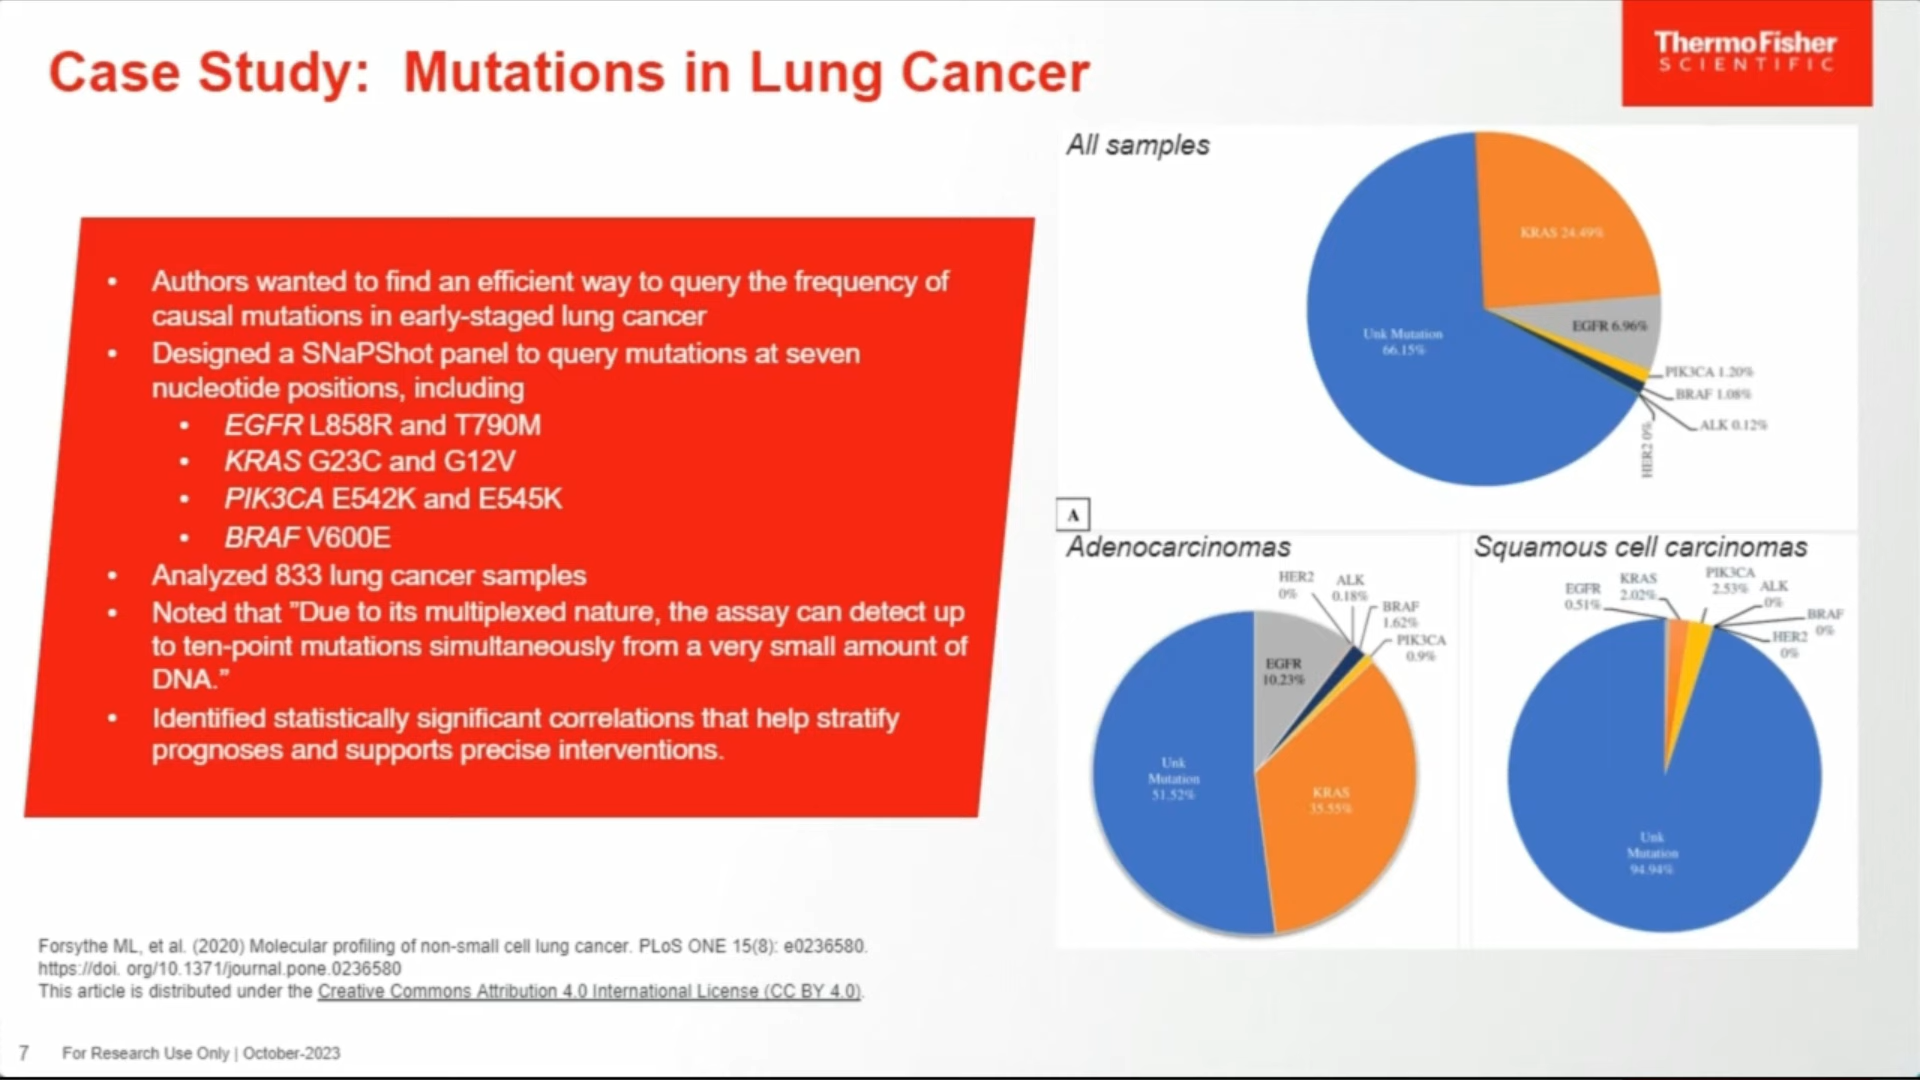 Case Study: Mutations in Lung Cancer
ThermoFisher
SCIENTIFIC
• Authors wanted to find an efficient way to query the frequency of
causal mutations in early-staged lung cancer
• Designed a SNaPShot panel to query mutations at seven
nucleotide positions, including
• EGFR L858R and T790M
• KRAS G23C and G12V
• PIK3CA E542K and E545K
• BRAF V600E
• Analyzed 833 lung cancer samples
• Noted that ”Due to its multiplexed nature, the assay can detect up
to ten-point mutations simultaneously from a very small amount of
DNA.”
• Identified statistically significant correlations that help stratify
prognoses and supports precise interventions.
All samples
KRAS 24.49%
EGFR 6.96%
Unk Mutation
66.15%
PIK3CA 1.20%
BRAF 1.08%
ALK 0.12%
HER2 0%
A
Adenocarcinomas
HER2
0%
ALK
0.18%
BRAF
1.62%
PIK3CA
0.9%
EGFR
10.23%
Unk
Mutation
51.52%
KRAS
35.55%
Squamous cell carcinomas
EGFR
0.51%
KRAS
2.02%
PIK3CA
2.53%
ALK
0%
BRAF
0%
HER2
0%
Unk
Mutation
94.94%
Forsythe ML, et al. (2020) Molecular profiling of non-small cell lung cancer. PLoS ONE 15(8): e0236580.
https://doi. org/10.1371/journal.pone.0236580
This article is distributed under the Creative Commons Attribution 4.0 International License (CC BY 4.0).
7 For Research Use Only | October-2023